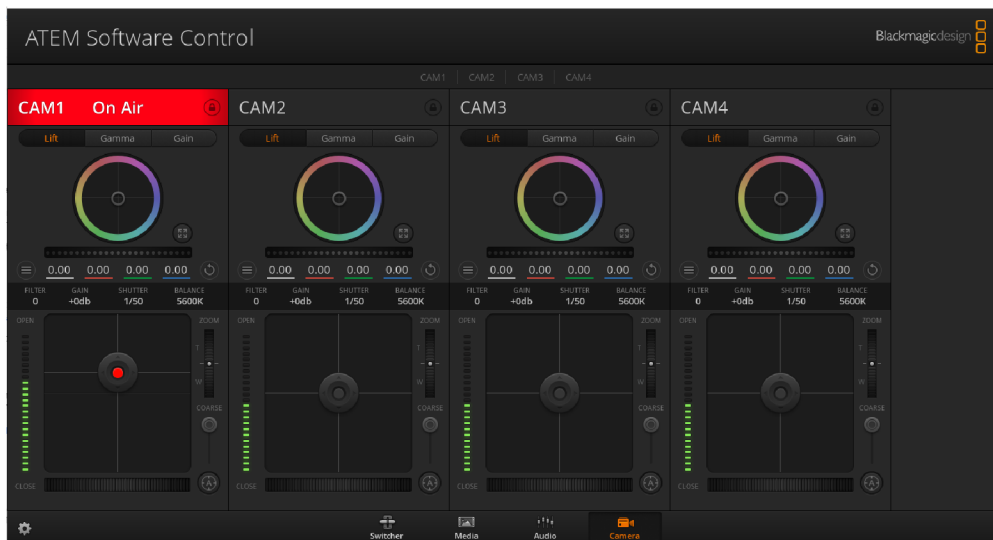 ATEM Software Control
Blackmagicdesign
CAM1 CAM2 CAM3 CAM4
CAM1 On Air CAM2 CAM3 CAM4
Lift Gamma Gain Lift Gamma Gain Lift Gamma Gain Lift Gamma Gain
0.00 0.00 0.00 0.00 0.00 0.00 0.00 0.00 0.00 0.00 0.00 0.00 0.00 0.00 0.00 0.00
FILTER GAIN SHUTTER BALANCE FILTER GAIN SHUTTER BALANCE FILTER GAIN SHUTTER BALANCE FILTER GAIN SHUTTER BALANCE
0 +0db 1/50 5600K 0 +0db 1/50 5600K 0 +0db 1/50 5600K 0 +0db 1/50 5600K
OPEN ZOOM OPEN ZOOM OPEN ZOOM OPEN ZOOM
T T T T
W W W W
COARSE COARSE COARSE COARSE
CLOSE A CLOSE A CLOSE A CLOSE A
Switcher Media Audio Camera